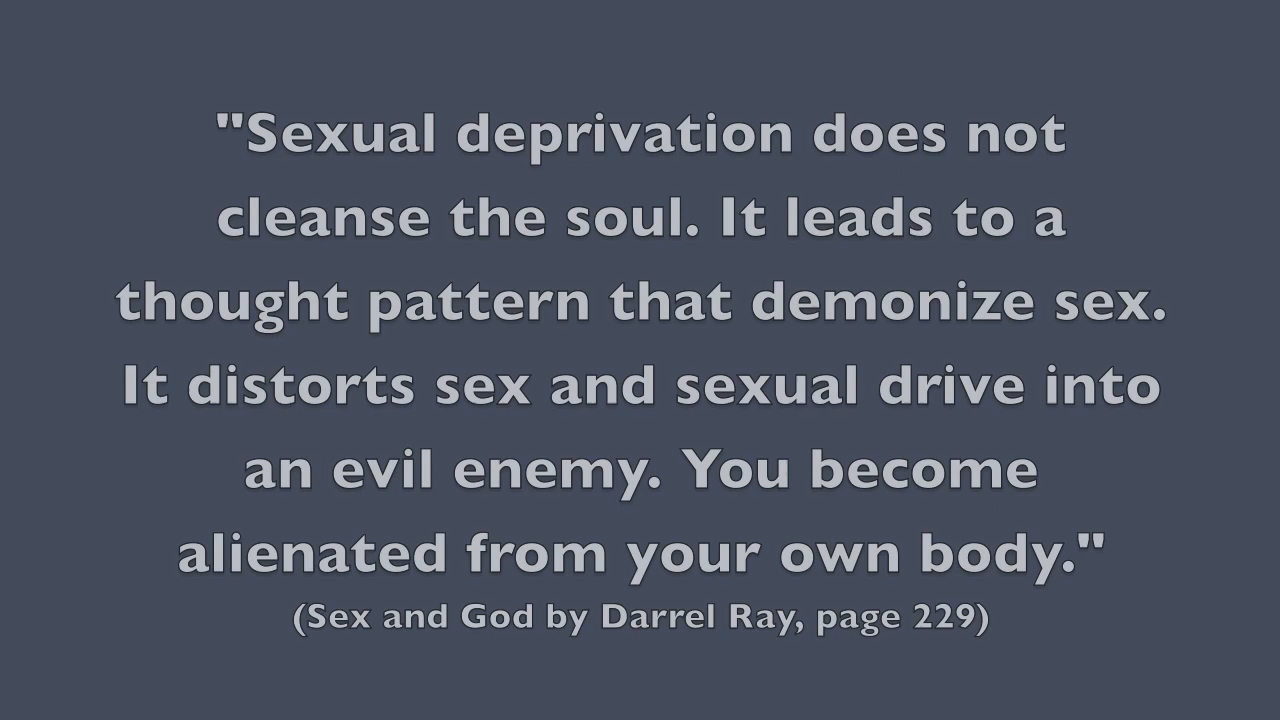 "Sexual deprivation does not
cleanse the soul. It leads to a
thought pattern that demonize sex.
It distorts sex and sexual drive into
an evil enemy. You become
alienated from your own body."
(Sex and God by Darrel Ray, page 229)